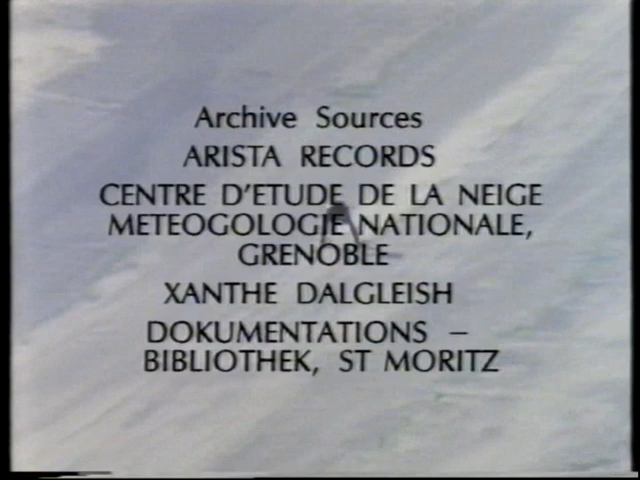 Archive Sources
ARISTA RECORDS
CENTRE D'ETUDE DE LA NEIGE
METEOGOLOGIE NATIONALE,
GRENOBLE
XANTHE DALGLEISH
DOKUMENTATIONS –
BIBLIOTHEK, ST MORITZ